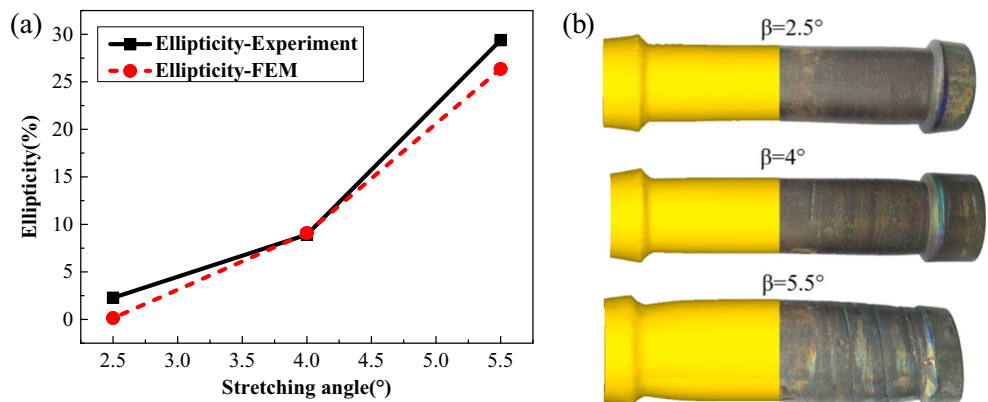 (a)
Ellipticity-Experiment
Ellipticity-FEM
30
25
20
15
10
5
0
Ellipticity(%)
2.5 3.0 3.5 4.0 4.5 5.0 5.5
Stretching angle(°)
(b)
β=2.5°
β=4°
β=5.5°